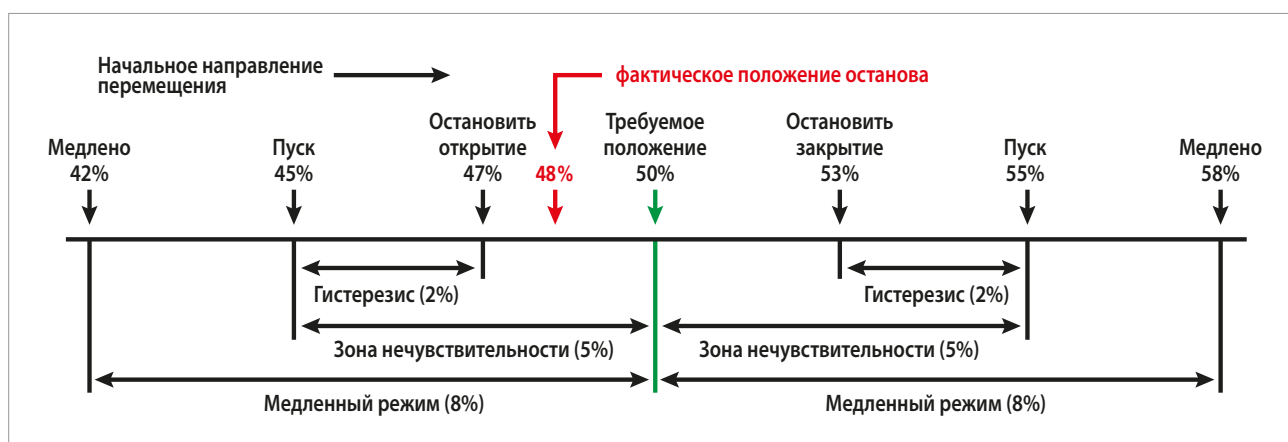 Начальное направление
перемещения
фактическое положение останова
Медлено
42%
Пуск
45%
Остановить
открытие
47%
48%
Требуемое
положение
50%
Остановить
закрытие
53%
Пуск
55%
Медлено
58%
Гистерезис (2%)
Гистерезис (2%)
Зона нечувствительности (5%)
Зона нечувствительности (5%)
Медленный режим (8%)
Медленный режим (8%)